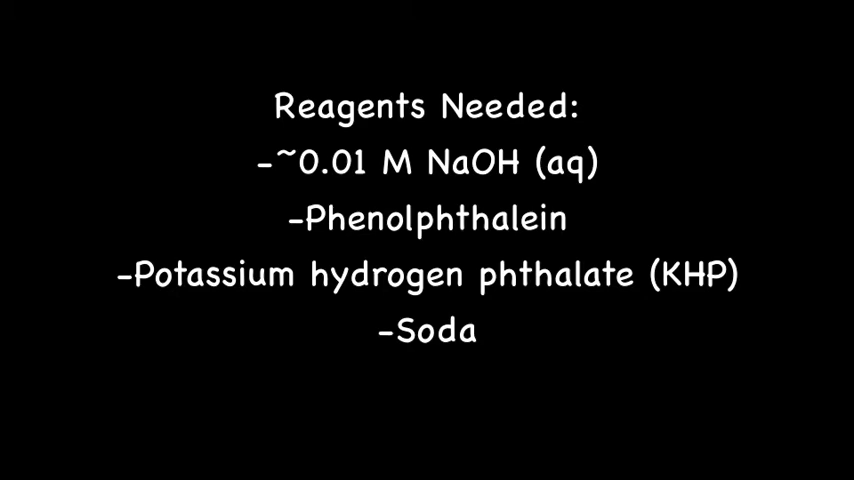 Reagents Needed:
-~0.01 M NaOH (aq)
-Phenolphthalein
-Potassium hydrogen phthalate (KHP)
-Soda